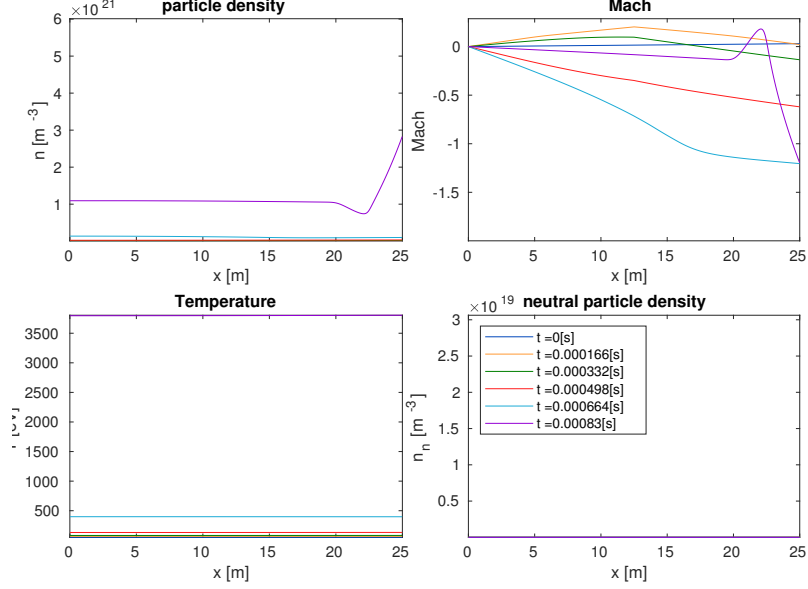 particle density
×10 21
6
5
4
3
2
1
n [m -3]
0 5 10 15 20 25
x [m]
Mach
0
-0.5
-1
-1.5
Mach
0 5 10 15 20 25
x [m]
Temperature
3500
3000
2500
2000
1500
1000
500
0 5 10 15 20 25
x [m]
×10 19 neutral particle density
3
2.5
2
1.5
1
0.5
n n [m -3]
t =0[s]
t =0.000166[s]
t =0.000332[s]
t =0.000498[s]
t =0.000664[s]
t =0.00083[s]
0 5 10 15 20 25
x [m]